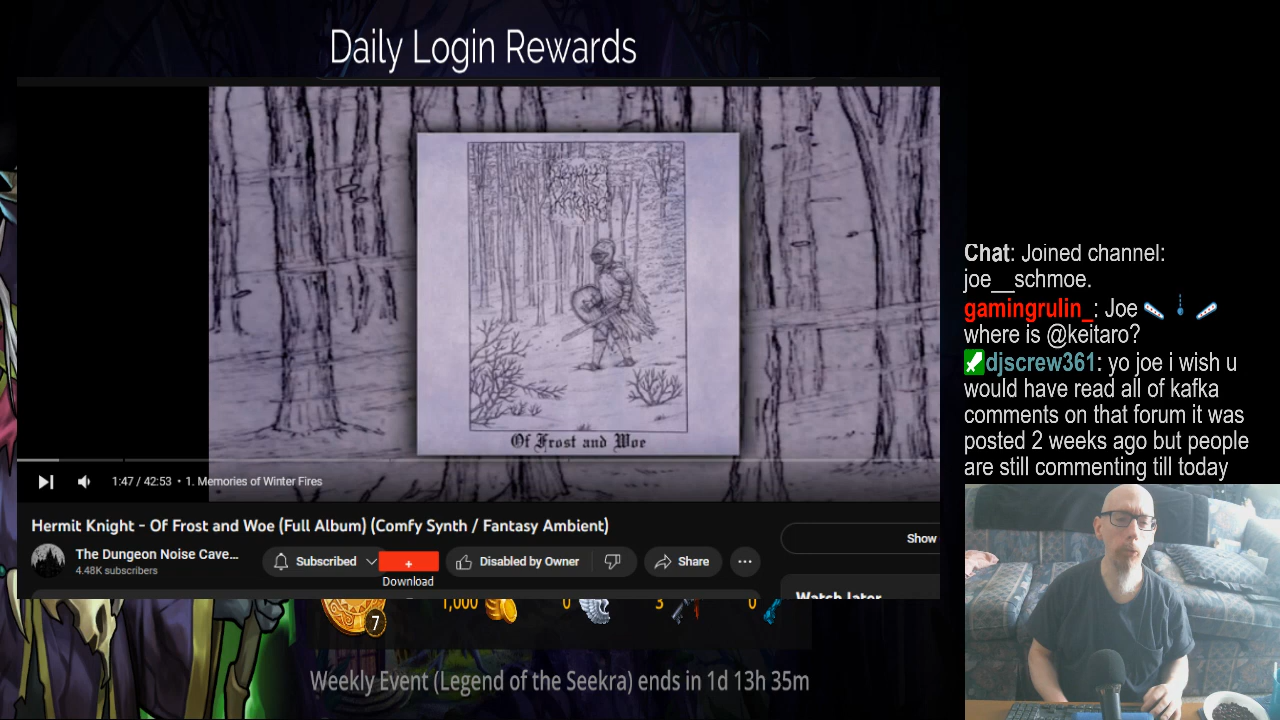 Daily Login Rewards
Hermit
Knight
Of Frost and Woe
1:47 / 42:53 • 1. Memories of Winter Fires
Hermit Knight - Of Frost and Woe (Full Album) (Comfy Synth / Fantasy Ambient)
The Dungeon Noise Cave...
4.48K subscribers
Subscribed
+
Download
Disabled by Owner
Share
Show
Watch later
7
1,000
0
3
0
Weekly Event (Legend of the Seekra) ends in 1d 13h 35m
Chat: Joined channel:
joe__schmoe.
gamingrulin_: Joe
where is @keitaro?
djscrew361: yo joe i wish u
would have read all of kafka
comments on that forum it was
posted 2 weeks ago but people
are still commenting till today